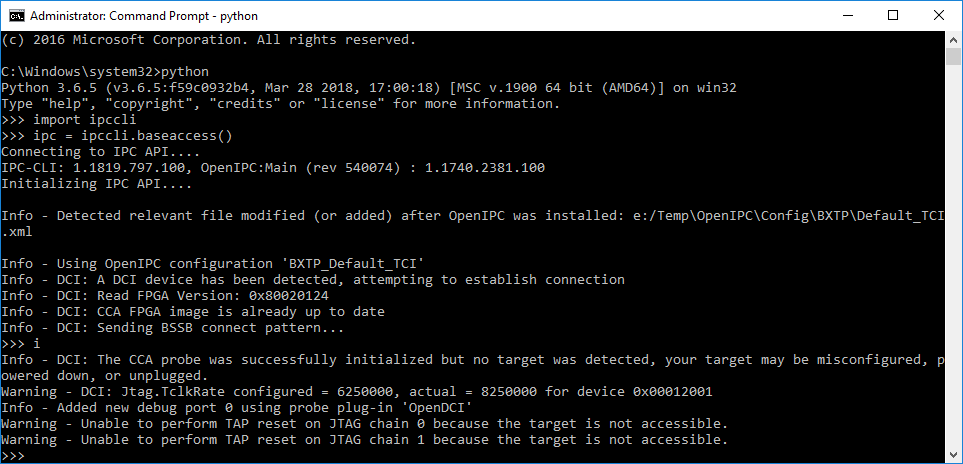 Administrator: Command Prompt - python
(c) 2016 Microsoft Corporation. All rights reserved.
C:\Windows\system32>python
Python 3.6.5 (v3.6.5:f59c0932b4, Mar 28 2018, 17:00:18) [MSC v.1900 64 bit (AMD64)] on win32
Type "help", "copyright", "credits" or "license" for more information.
>>> import ipccli
>>> ipc = ipccli.baseaccess()
Connecting to IPC API....
IPC-CLI: 1.1819.797.100, OpenIPC:Main (rev 540074) : 1.1740.2381.100
Initializing IPC API....
Info - Detected relevant file modified (or added) after OpenIPC was installed: e:/Temp\OpenIPC\Config\BXTP\Default_TCI
.xml
Info - Using OpenIPC configuration 'BXTP_Default_TCI'
Info - DCI: A DCI device has been detected, attempting to establish connection
Info - DCI: Read FPGA Version: 0x80020124
Info - DCI: CCA FPGA image is already up to date
Info - DCI: Sending BSSB connect pattern...
>>> i
Info - DCI: The CCA probe was successfully initialized but no target was detected, your target may be misconfigured, p
owered down, or unplugged.
Warning - DCI: Jtag.TclkRate configured = 6250000, actual = 8250000 for device 0x00012001
Info - Added new debug port 0 using probe plug-in 'OpenDCI'
Warning - Unable to perform TAP reset on JTAG chain 0 because the target is not accessible.
Warning - Unable to perform TAP reset on JTAG chain 1 because the target is not accessible.
>>>